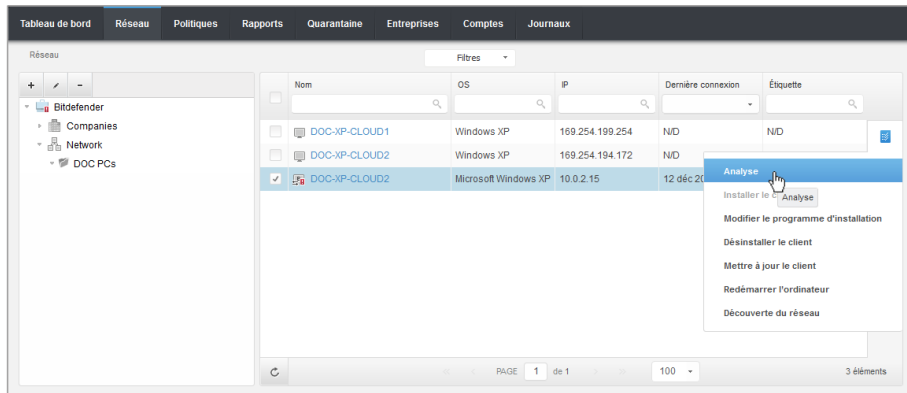 Tableau de bord Réseau Politiques Rapports Quarantaine Entreprises Comptes Journaux
Réseau
Filtres
Nom OS IP Dernière connexion Étiquette
Bitdefender
Companies
Network
DOC PCs
DOC-XP-CLOUD1 Windows XP 169.254.199.254 N/D N/D
DOC-XP-CLOUD2 Windows XP 169.254.194.172 N/D
DOC-XP-CLOUD2 Microsoft Windows XP 10.0.2.15 12 déc 20
Analyse
Installer le c
Analyse
Modifier le programme d'installation
Désinstaller le client
Mettre à jour le client
Redémarrer l'ordinateur
Découverte du réseau
PAGE 1 de 1 100 3 éléments